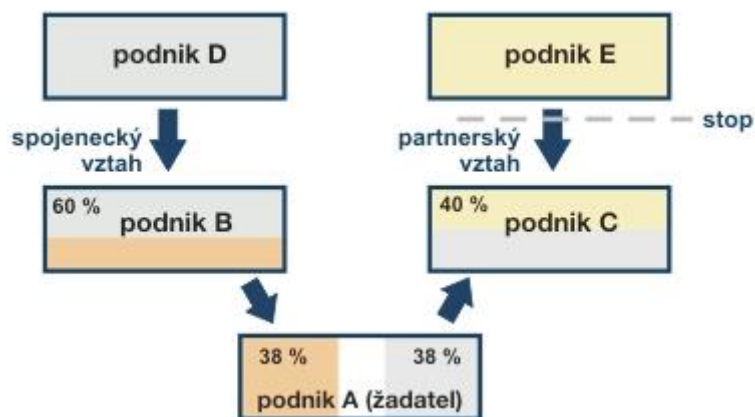 podnik D
podnik E
stop
spojenecký
vztah
partnerský
vztah
60 %
podnik B
40 %
podnik C
38 %
38 %
podnik A (žadatel)